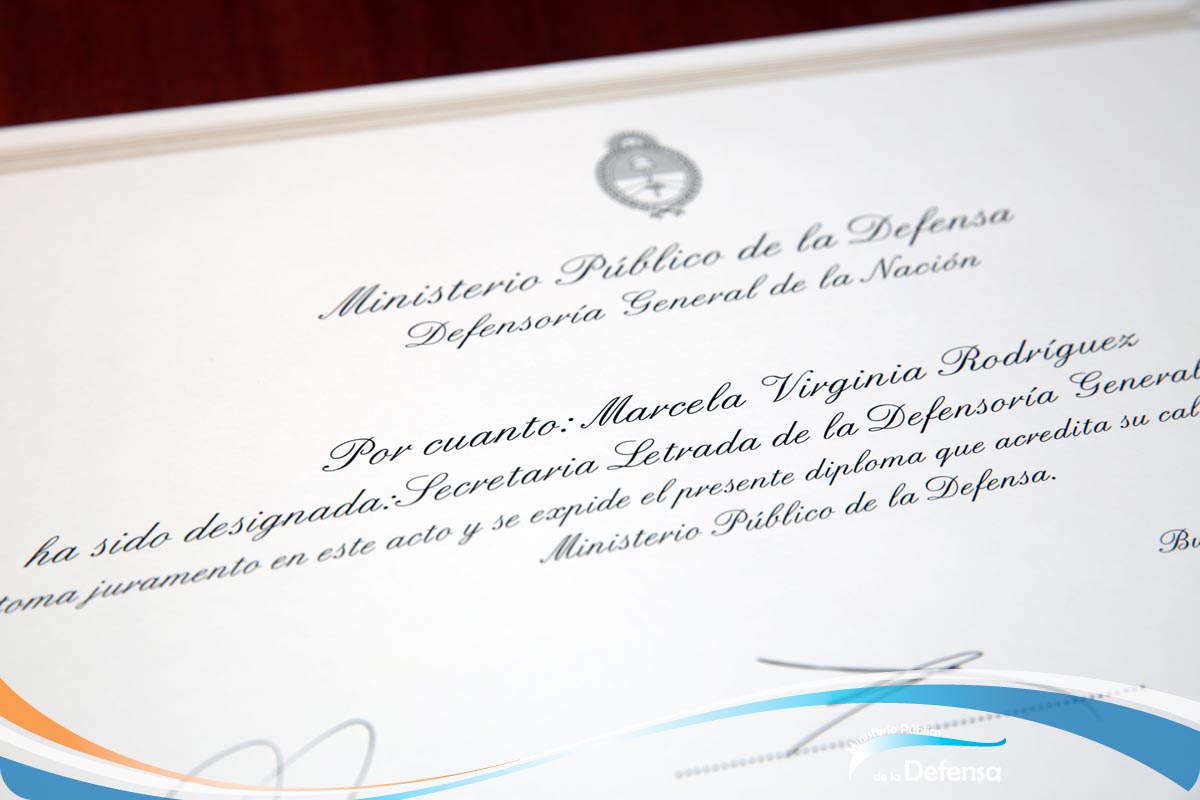 Ministerio Público de la Defensa
Defensoría General de la Nación
Por cuanto: Marcela Virginia Rodríguez
ha sido designada:Secretaria Letrada de la Defensoría General
toma juramento en este acto y se expide el presente diploma que acredita su cal
Ministerio Público de la Defensa.
Bu
Ministerio Público
de la Defensa